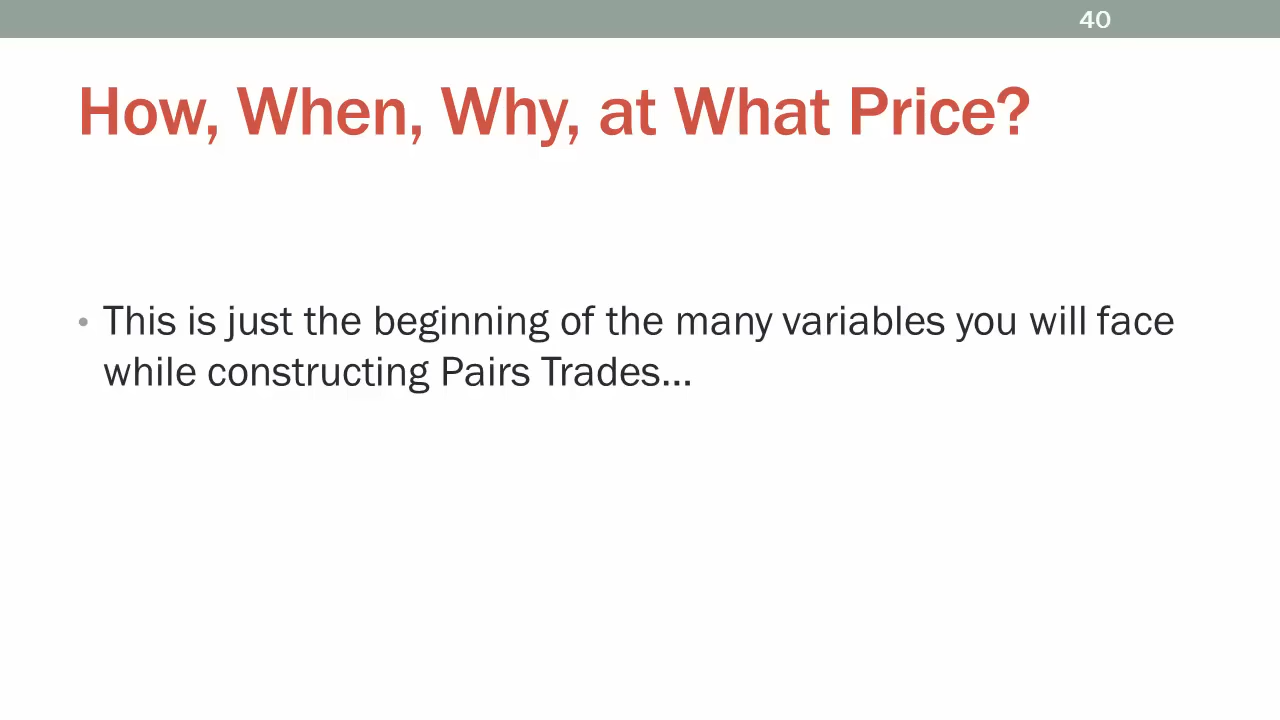 40
How, When, Why, at What Price?
• This is just the beginning of the many variables you will face
while constructing Pairs Trades...